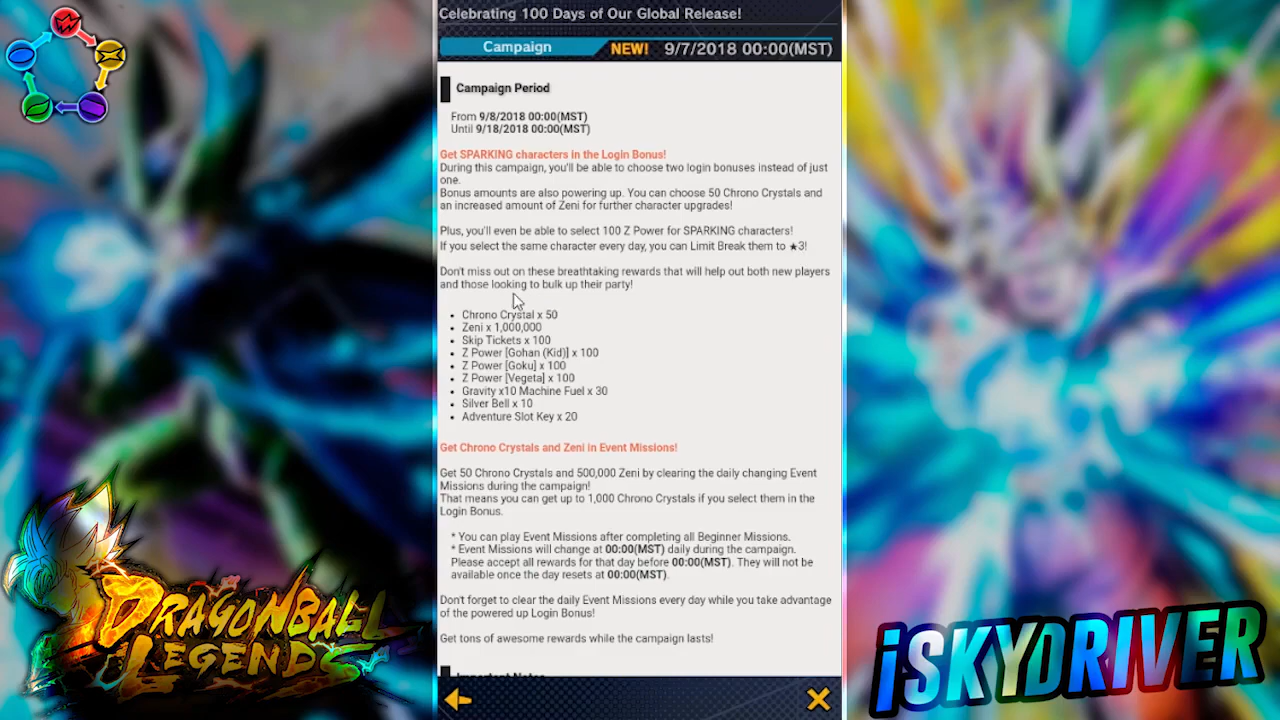 Celebrating 100 Days of Our Global Release!
Campaign NEW! 9/7/2018 00:00(MST)
Campaign Period
From 9/8/2018 00:00(MST)
Until 9/18/2018 00:00(MST)
Get SPARKING characters in the Login Bonus!
During this campaign, you'll be able to choose two login bonuses instead of just
one.
Bonus amounts are also powering up. You can choose 50 Chrono Crystals and
an increased amount of Zeni for further character upgrades!
Plus, you'll even be able to select 100 Z Power for SPARKING characters!
If you select the same character every day, you can Limit Break them to ★3!
Don't miss out on these breathtaking rewards that will help out both new players
and those looking to bulk up their party!
• Chrono Crystal x 50
• Zeni x 1,000,000
• Skip Tickets x 100
• Z Power [Gohan (Kid)] x 100
• Z Power [Goku] x 100
• Z Power [Vegeta] x 100
• Gravity x10 Machine Fuel x 30
• Silver Bell x 10
• Adventure Slot Key x 20
Get Chrono Crystals and Zeni in Event Missions!
Get 50 Chrono Crystals and 500,000 Zeni by clearing the daily changing Event
Missions during the campaign!
That means you can get up to 1,000 Chrono Crystals if you select them in the
Login Bonus.
* You can play Event Missions after completing all Beginner Missions.
* Event Missions will change at 00:00(MST) daily during the campaign.
Please accept all rewards for that day before 00:00(MST). They will not be
available once the day resets at 00:00(MST).
Don't forget to clear the daily Event Missions every day while you take advantage
of the powered up Login Bonus!
Get tons of awesome rewards while the campaign lasts!
Important Notes
DRAGONBALL
LEGENDS
iSKYDRIVER